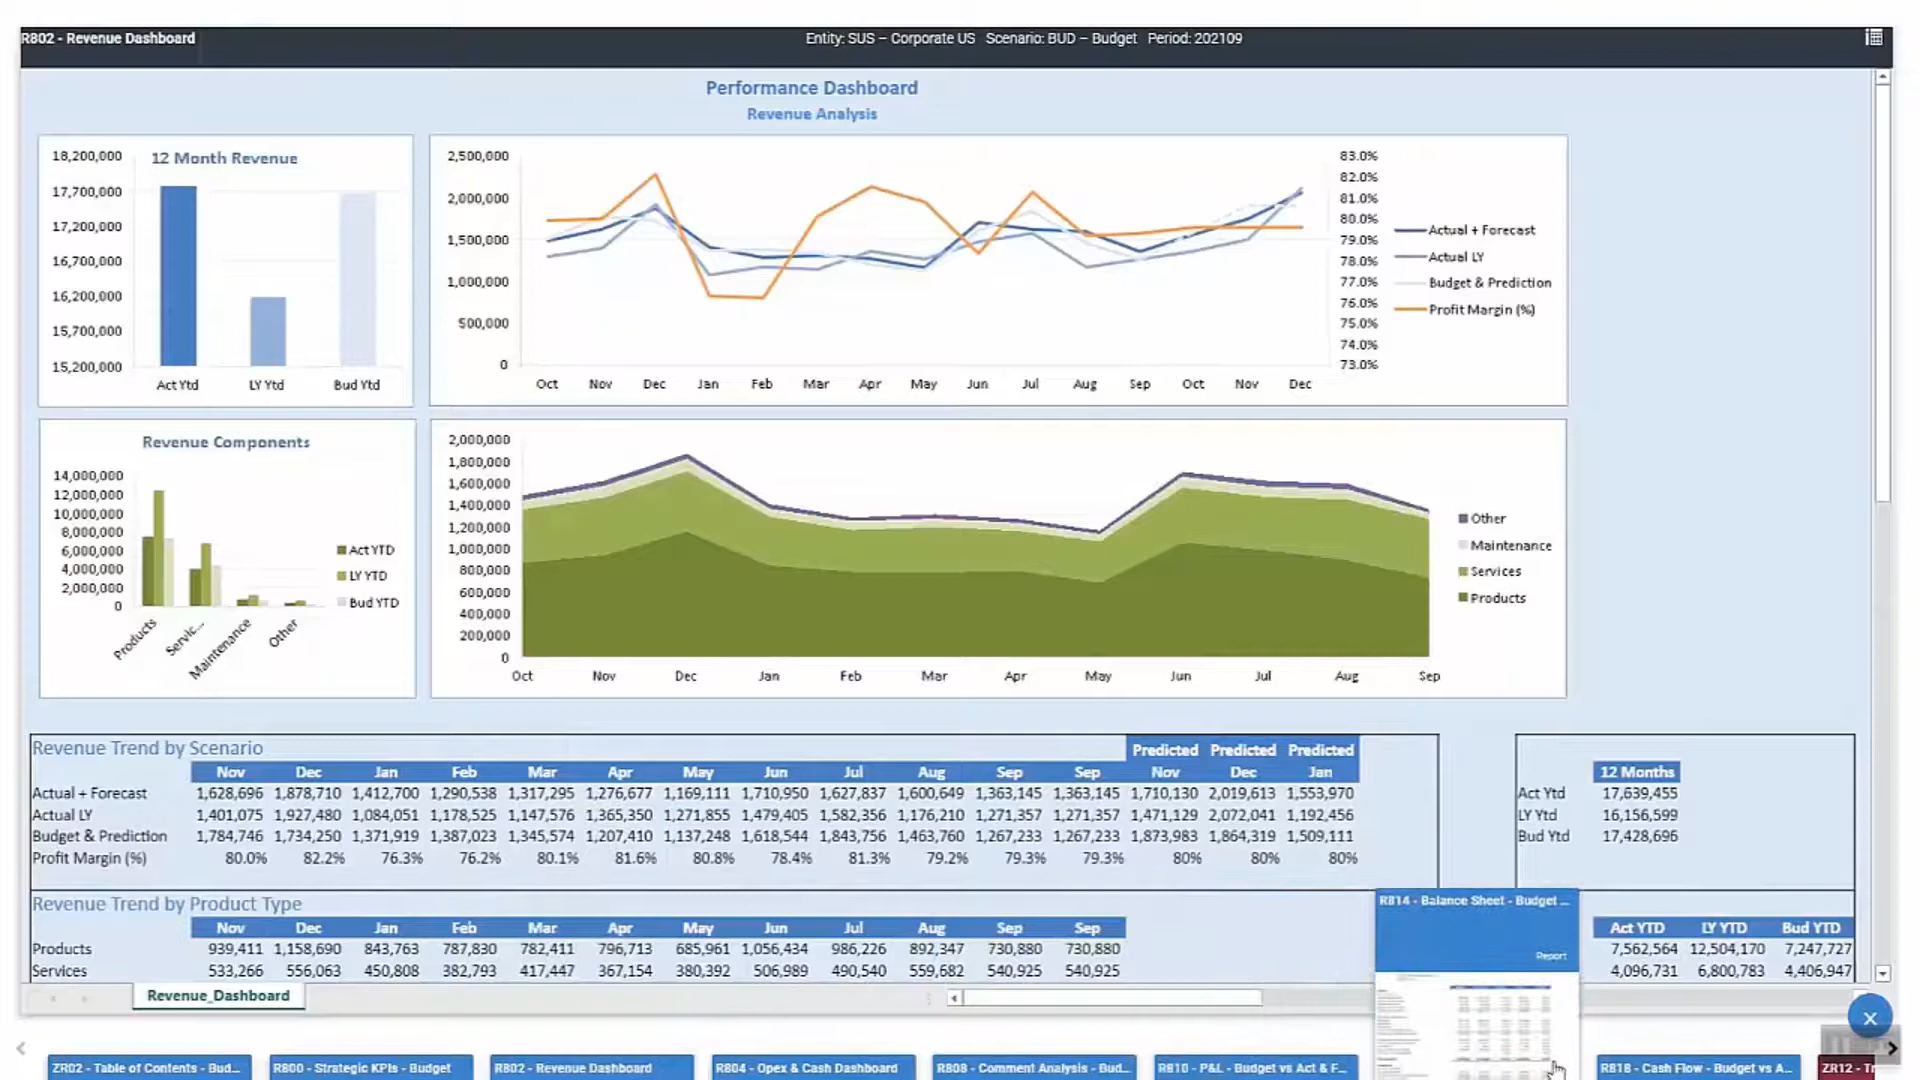 R802 - Revenue Dashboard
Entity: SUS – Corporate US Scenario: BUD – Budget Period: 202109
Performance Dashboard
Revenue Analysis
12 Month Revenue
18,200,000
17,700,000
17,200,000
16,700,000
16,200,000
15,700,000
15,200,000
Act Ytd LY Ytd Bud Ytd
2,500,000
2,000,000
1,500,000
1,000,000
500,000
0
Oct Nov Dec Jan Feb Mar Apr May Jun Jul Aug Sep Oct Nov Dec
83.0%
82.0%
81.0%
80.0%
79.0%
78.0%
77.0%
76.0%
75.0%
74.0%
73.0%
Actual + Forecast
Actual LY
Budget & Prediction
Profit Margin (%)
Revenue Components
14,000,000
12,000,000
10,000,000
8,000,000
6,000,000
4,000,000
2,000,000
0
Products Servic... Maintenance Other
Act YTD
LY YTD
Bud YTD
2,000,000
1,800,000
1,600,000
1,400,000
1,200,000
1,000,000
800,000
600,000
400,000
200,000
0
Oct Nov Dec Jan Feb Mar Apr May Jun Jul Aug Sep
Other
Maintenance
Services
Products
Revenue Trend by Scenario Predicted Predicted Predicted
Nov Dec Jan Feb Mar Apr May Jun Jul Aug Sep Sep Nov Dec Jan
Actual + Forecast 1,628,696 1,878,710 1,412,700 1,290,538 1,317,295 1,276,677 1,169,111 1,710,950 1,627,837 1,600,649 1,363,145 1,363,145 1,710,130 2,019,613 1,553,970
Actual LY 1,401,075 1,927,480 1,084,051 1,178,525 1,147,576 1,365,350 1,271,855 1,479,405 1,582,356 1,176,210 1,271,357 1,271,357 1,471,129 2,072,041 1,192,456
Budget & Prediction 1,784,746 1,734,250 1,371,919 1,387,023 1,345,574 1,207,410 1,137,248 1,618,544 1,843,756 1,463,760 1,267,233 1,267,233 1,873,983 1,864,319 1,509,111
Profit Margin (%) 80.0% 82.2% 76.3% 76.2% 80.1% 81.6% 80.8% 78.4% 81.3% 79.2% 79.3% 79.3% 80% 80% 80%
12 Months
Act Ytd 17,639,455
LY Ytd 16,156,599
Bud Ytd 17,428,696
Revenue Trend by Product Type
Nov Dec Jan Feb Mar Apr May Jun Jul Aug Sep Sep
Products 939,411 1,158,690 843,763 787,830 782,411 796,713 685,961 1,056,434 986,226 892,347 730,880 730,880
Services 533,266 556,063 450,808 382,793 417,447 367,154 380,392 506,989 490,540 559,682 540,925 540,925
Act YTD LY YTD Bud YTD
7,562,564 12,504,170 7,247,727
4,096,731 6,800,783 4,406,947
R814 - Balance Sheet - Budget ...
Report
Revenue_Dashboard
ZR02 - Table of Contents - Bud...
R800 - Strategic KPIs - Budget
R802 - Revenue Dashboard
R804 - Opex & Cash Dashboard
R808 - Comment Analysis - Bud...
R810 - P&L - Budget vs Act & F...
R818 - Cash Flow - Budget vs A...
ZR12 - Tr